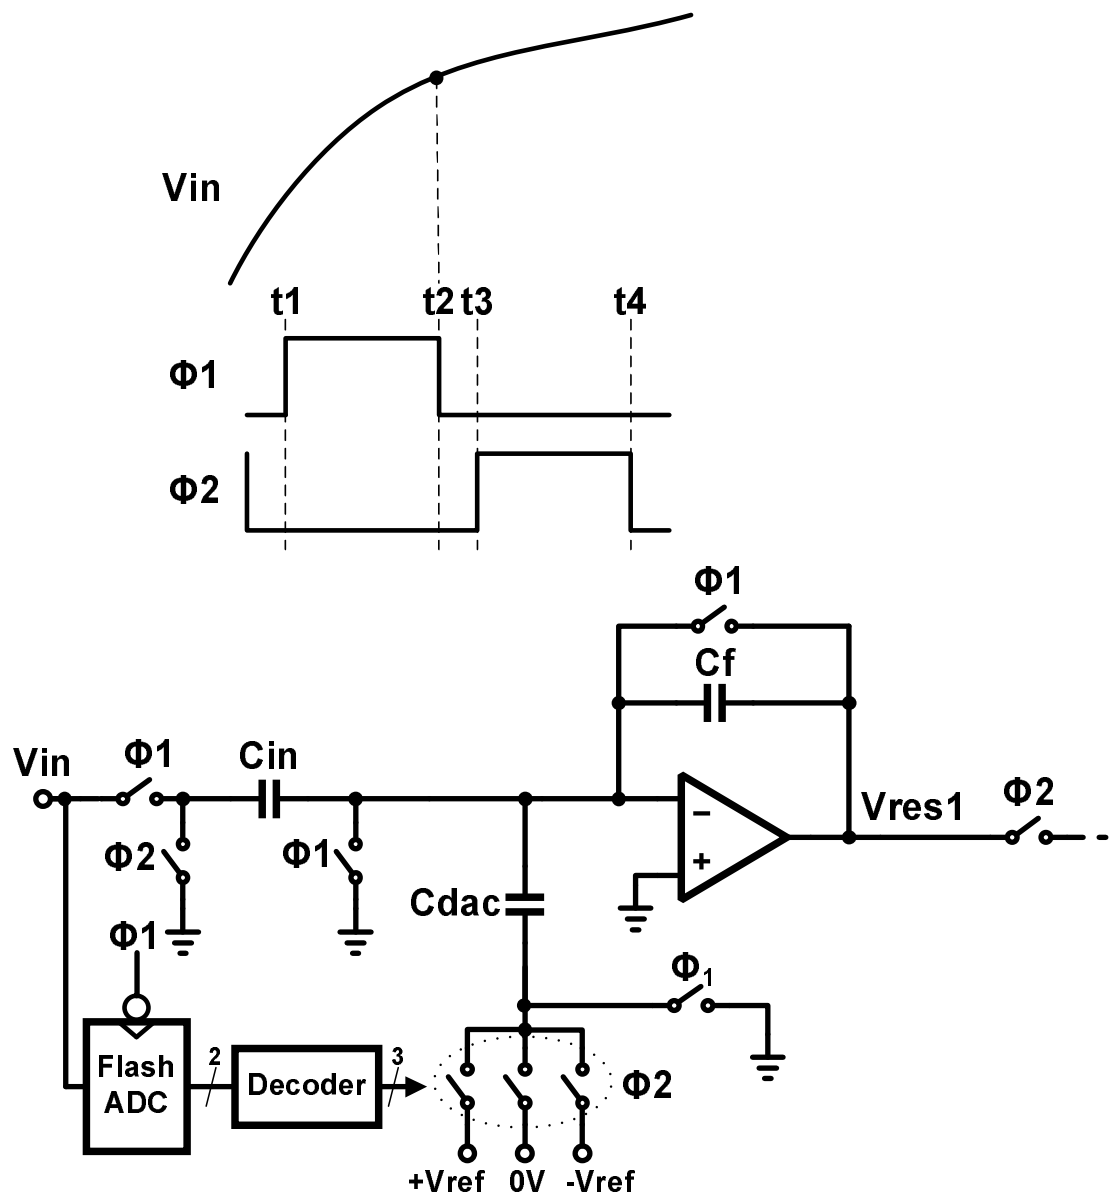 Vin
t1 t2 t3 t4
Φ1
Φ2
Φ1
Cf
Vin Φ1 Cin
Vres1 Φ2
−
+
Φ2 Φ1
Cdac
Φ1
Φ₁
Flash ADC
2
Decoder
3
Φ2
+Vref 0V -Vref